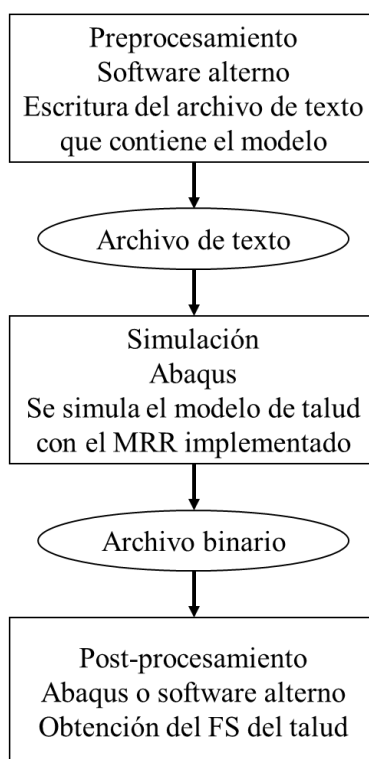 Preprocesamiento
Software alterno
Escritura del archivo de texto
que contiene el modelo
Archivo de texto
Simulación
Abaqus
Se simula el modelo de talud
con el MRR implementado
Archivo binario
Post-procesamiento
Abaqus o software alterno
Obtención del FS del talud